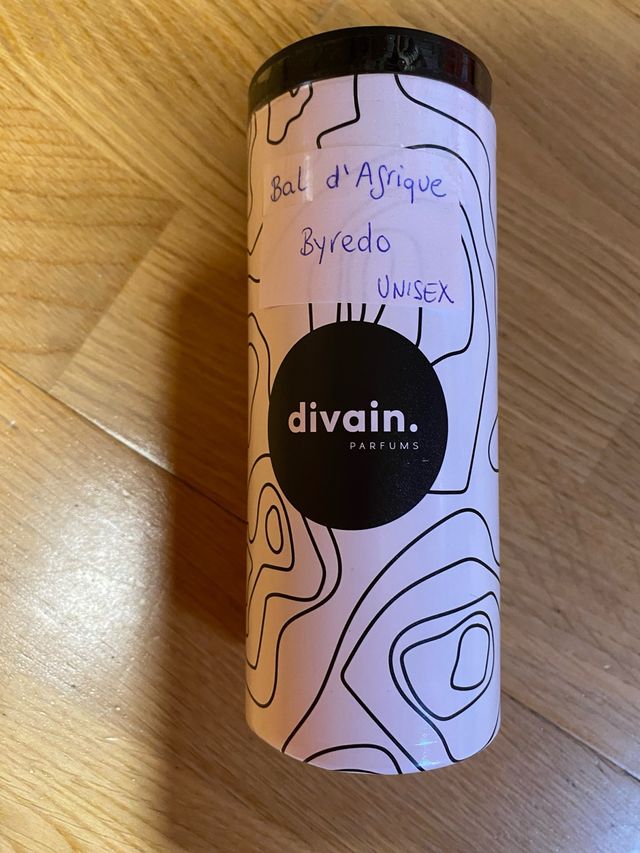 Bal d'Afrique
Byredo
UNISEX
divain.
PARFUMS